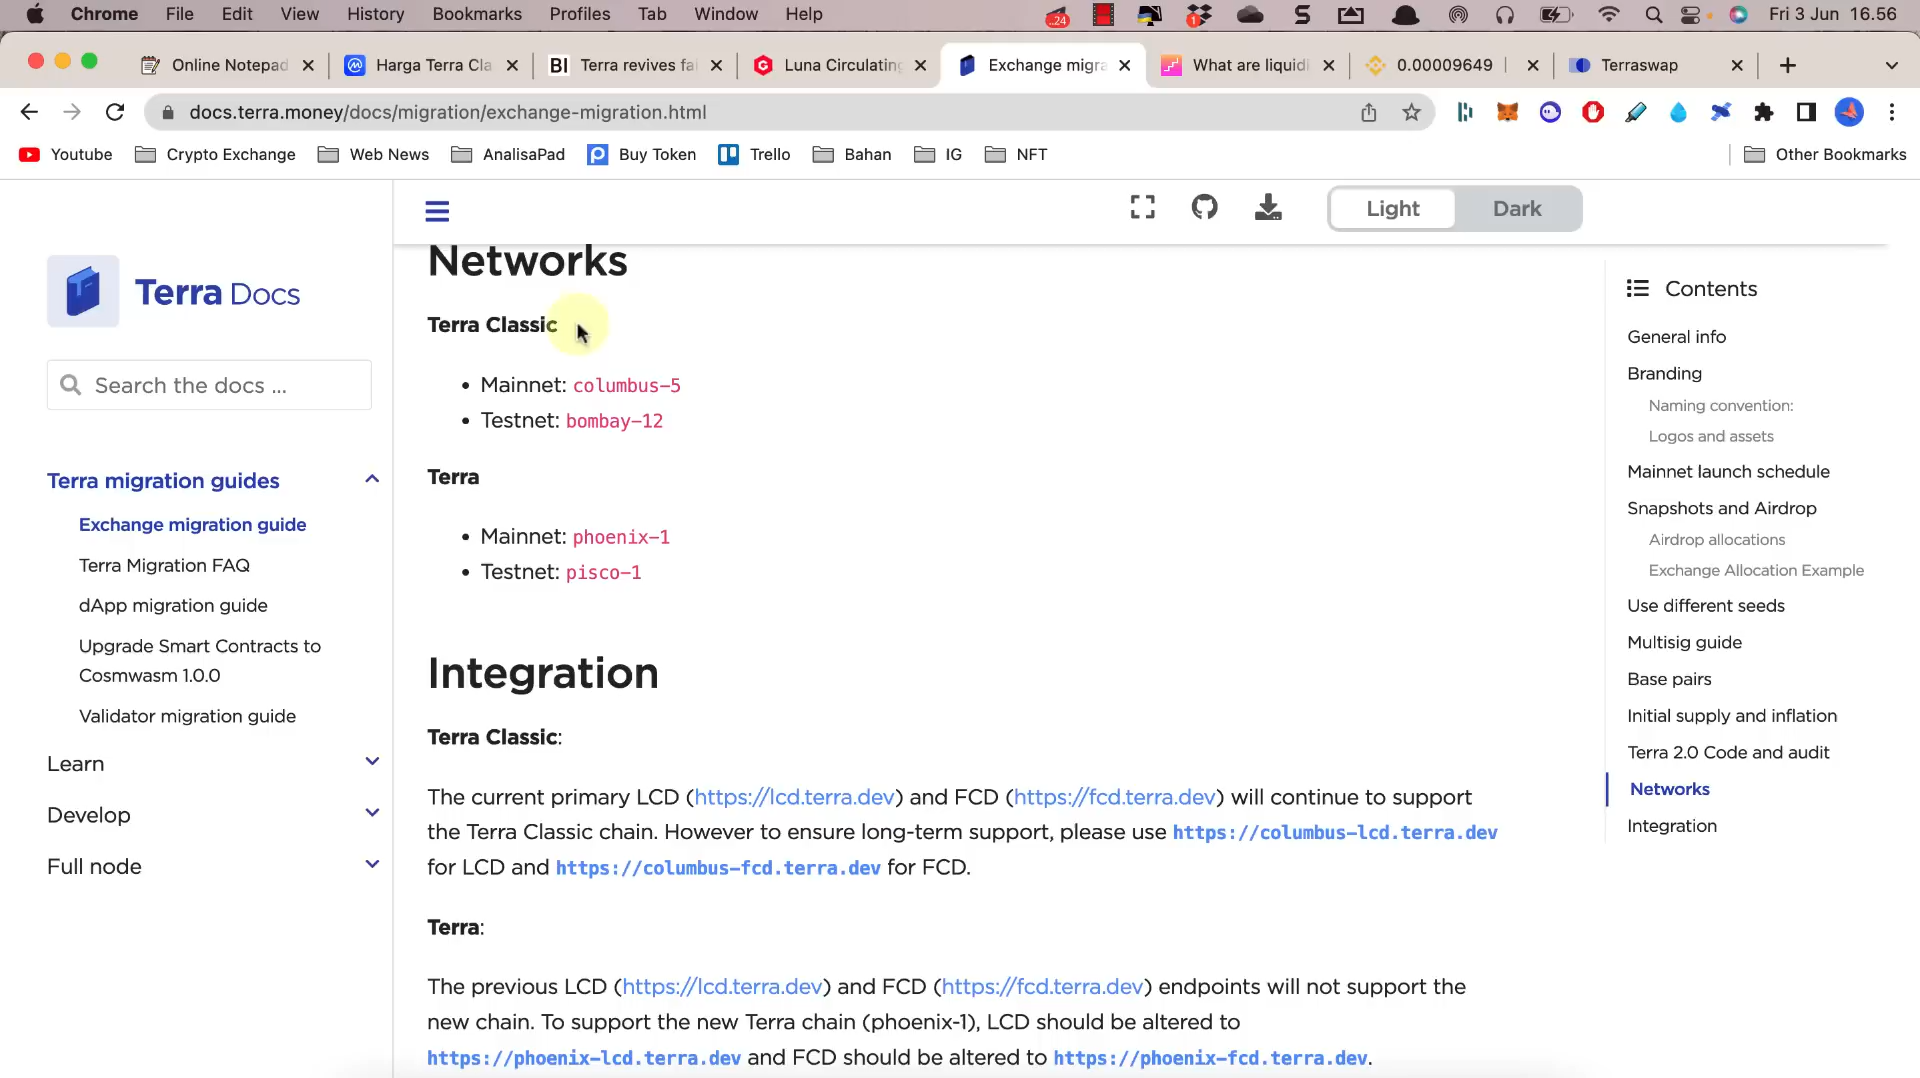 Chrome File Edit View History Bookmarks Profiles Tab Window Help Fri 3 Jun 16.56
Online Notepad Harga Terra Cla BI Terra revives fai Luna Circulating Exchange migra What are liquidi 0.00009649 Terraswap
docs.terra.money/docs/migration/exchange-migration.html
Youtube Crypto Exchange Web News AnalisaPad Buy Token Trello Bahan IG NFT Other Bookmarks
Light Dark
Terra Docs
Search the docs ...
Terra migration guides
Exchange migration guide
Terra Migration FAQ
dApp migration guide
Upgrade Smart Contracts to
Cosmwasm 1.0.0
Validator migration guide
Learn
Develop
Full node
Networks
Terra Classic
• Mainnet: columbus-5
• Testnet: bombay-12
Terra
• Mainnet: phoenix-1
• Testnet: pisco-1
Integration
Terra Classic:
The current primary LCD (https://lcd.terra.dev) and FCD (https://fcd.terra.dev) will continue to support
the Terra Classic chain. However to ensure long-term support, please use https://columbus-lcd.terra.dev
for LCD and https://columbus-fcd.terra.dev for FCD.
Terra:
The previous LCD (https://lcd.terra.dev) and FCD (https://fcd.terra.dev) endpoints will not support the
new chain. To support the new Terra chain (phoenix-1), LCD should be altered to
https://phoenix-lcd.terra.dev and FCD should be altered to https://phoenix-fcd.terra.dev.
Contents
General info
Branding
Naming convention:
Logos and assets
Mainnet launch schedule
Snapshots and Airdrop
Airdrop allocations
Exchange Allocation Example
Use different seeds
Multisig guide
Base pairs
Initial supply and inflation
Terra 2.0 Code and audit
Networks
Integration